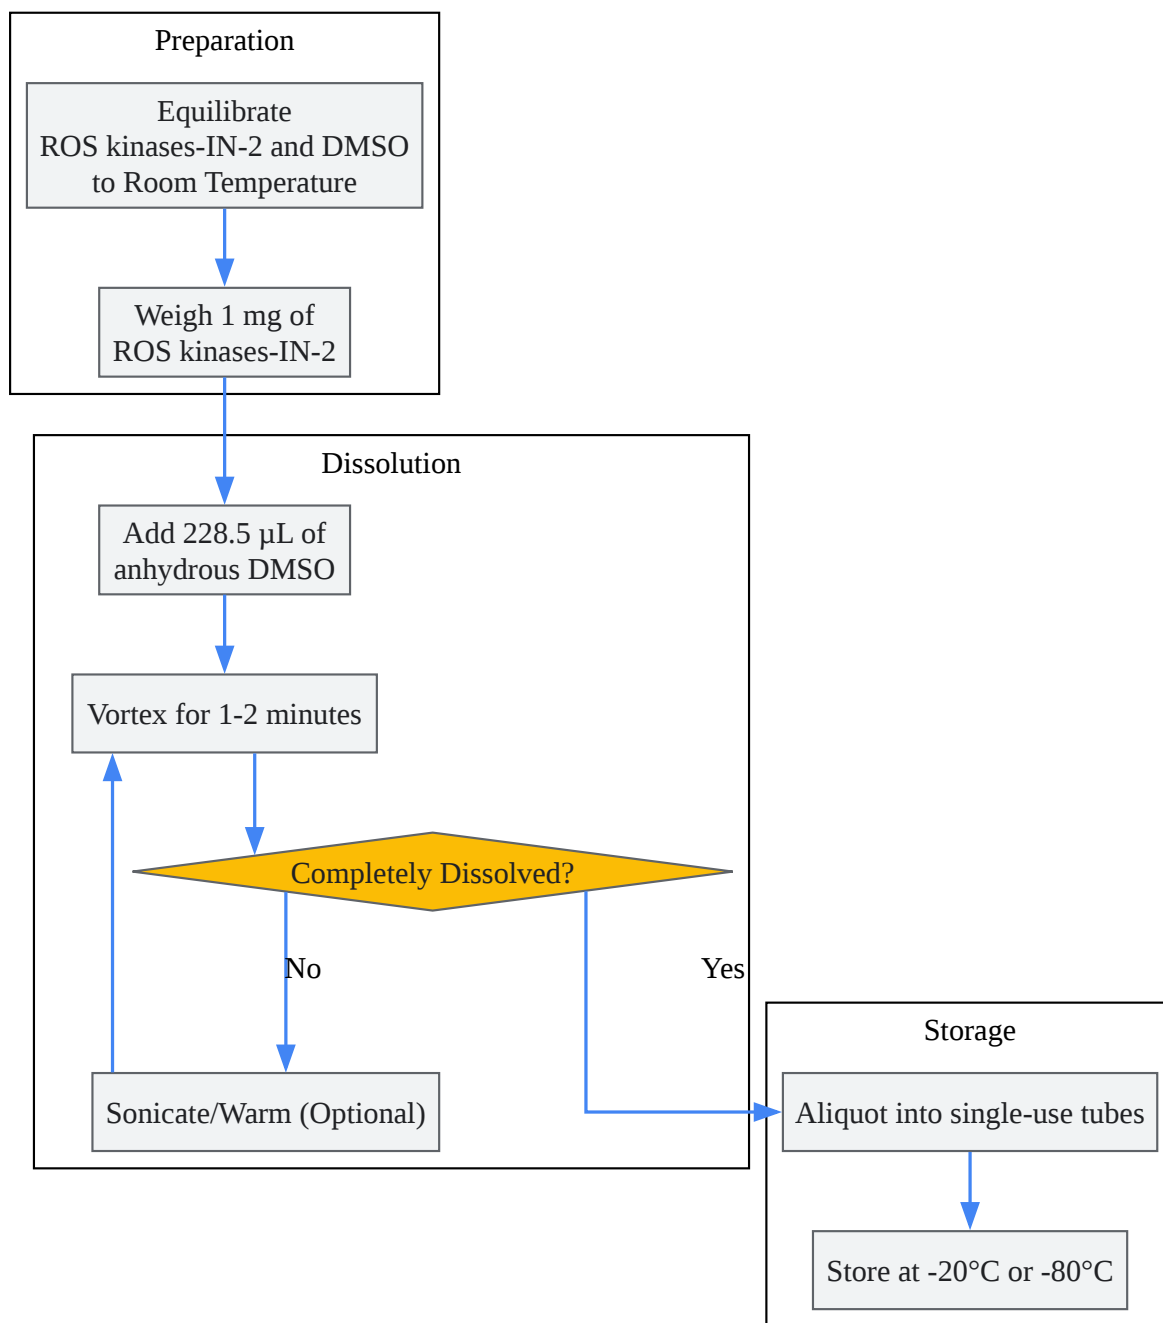 Preparation
Equilibrate
ROS kinases-IN-2 and DMSO
to Room Temperature
Weigh 1 mg of
ROS kinases-IN-2
Dissolution
Add 228.5 µL of
anhydrous DMSO
Vortex for 1-2 minutes
Completely Dissolved?
No
Yes
Sonicate/Warm (Optional)
Storage
Aliquot into single-use tubes
Store at -20°C or -80°C